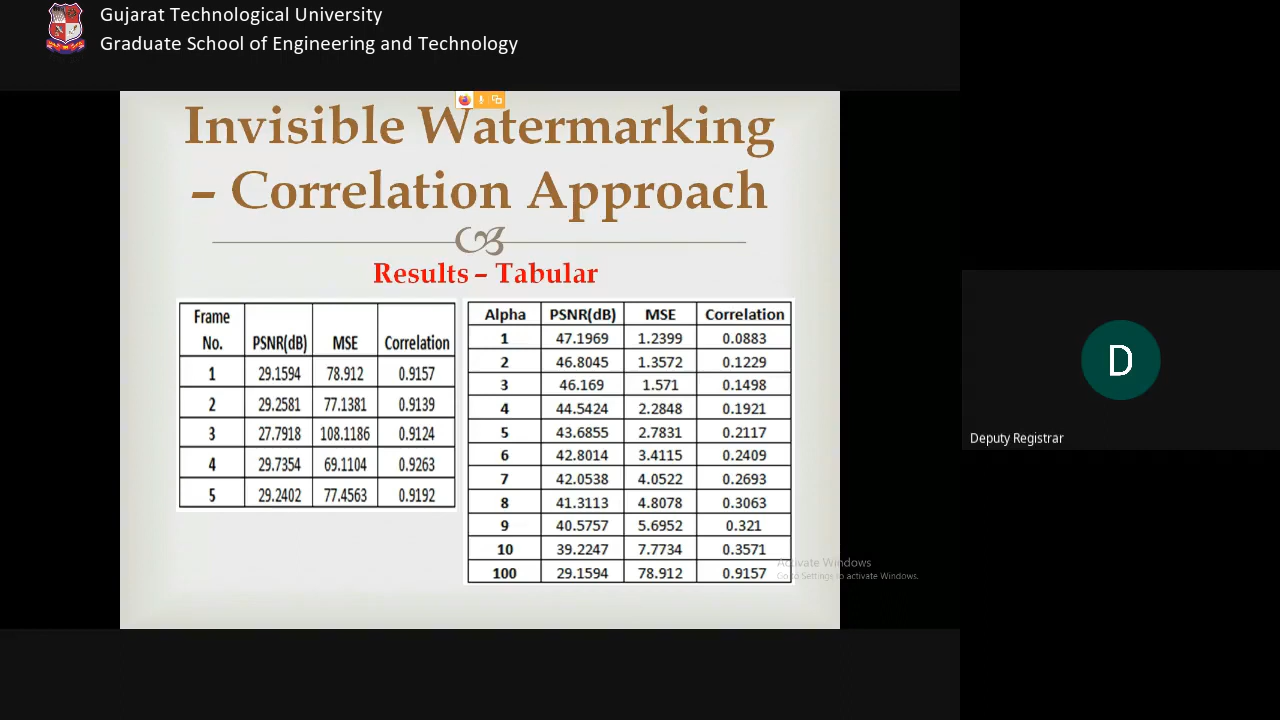 Gujarat Technological University
Graduate School of Engineering and Technology
Invisible Watermarking
– Correlation Approach
Results – Tabular
Frame No. PSNR(dB) MSE Correlation
1 29.1594 78.912 0.9157
2 29.2581 77.1381 0.9139
3 27.7918 108.1186 0.9124
4 29.7354 69.1104 0.9263
5 29.2402 77.4563 0.9192
Alpha PSNR(dB) MSE Correlation
1 47.1969 1.2399 0.0883
2 46.8045 1.3572 0.1229
3 46.169 1.571 0.1498
4 44.5424 2.2848 0.1921
5 43.6855 2.7831 0.2117
6 42.8014 3.4115 0.2409
7 42.0538 4.0522 0.2693
8 41.3113 4.8078 0.3063
9 40.5757 5.6952 0.321
10 39.2247 7.7734 0.3571
100 29.1594 78.912 0.9157
Activate Windows
Go to Settings to activate Windows.
D
Deputy Registrar